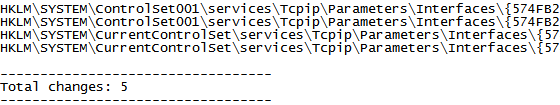 HKLM\SYSTEM\ControlSet001\services\Tcpip\Parameters\Interfaces\{574FB2
HKLM\SYSTEM\ControlSet001\services\Tcpip\Parameters\Interfaces\{574FB2
HKLM\SYSTEM\CurrentControlSet\services\Tcpip\Parameters\Interfaces\{57
HKLM\SYSTEM\CurrentControlSet\services\Tcpip\Parameters\Interfaces\{57
----------------------------------
Total changes: 5
----------------------------------